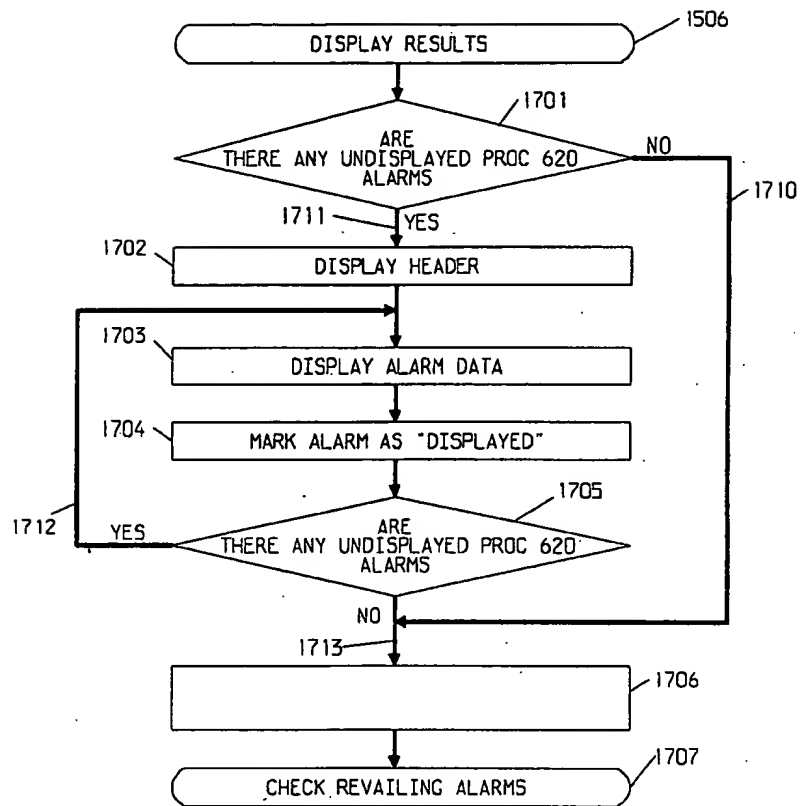 DISPLAY RESULTS
1506
1701
ARE
THERE ANY UNDISPLAYED PROC 620
ALARMS
NO
1710
1711
YES
1702
DISPLAY HEADER
1703
DISPLAY ALARM DATA
1704
MARK ALARM AS "DISPLAYED"
1705
1712
YES
ARE
THERE ANY UNDISPLAYED PROC 620
ALARMS
NO
1713
1706
1707
CHECK REVAILING ALARMS